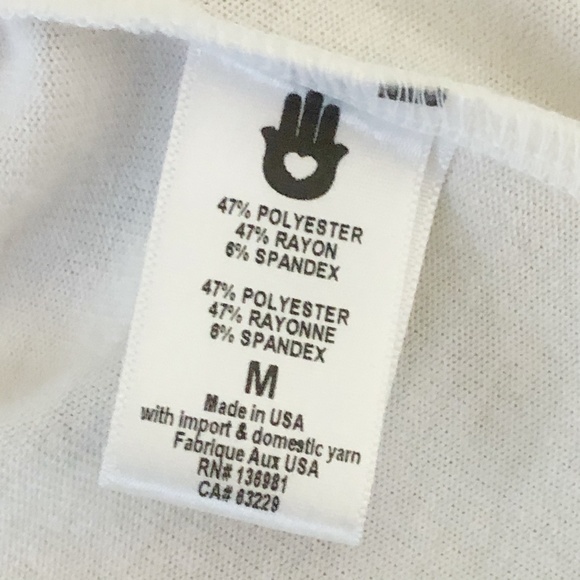 47% POLYESTER
47% RAYON
6% SPANDEX
47% POLYESTER
47% RAYONNE
6% SPANDEX
M
Made in USA
with import & domestic yarn
Fabrique Aux USA
RN# 136981
CA# 63229